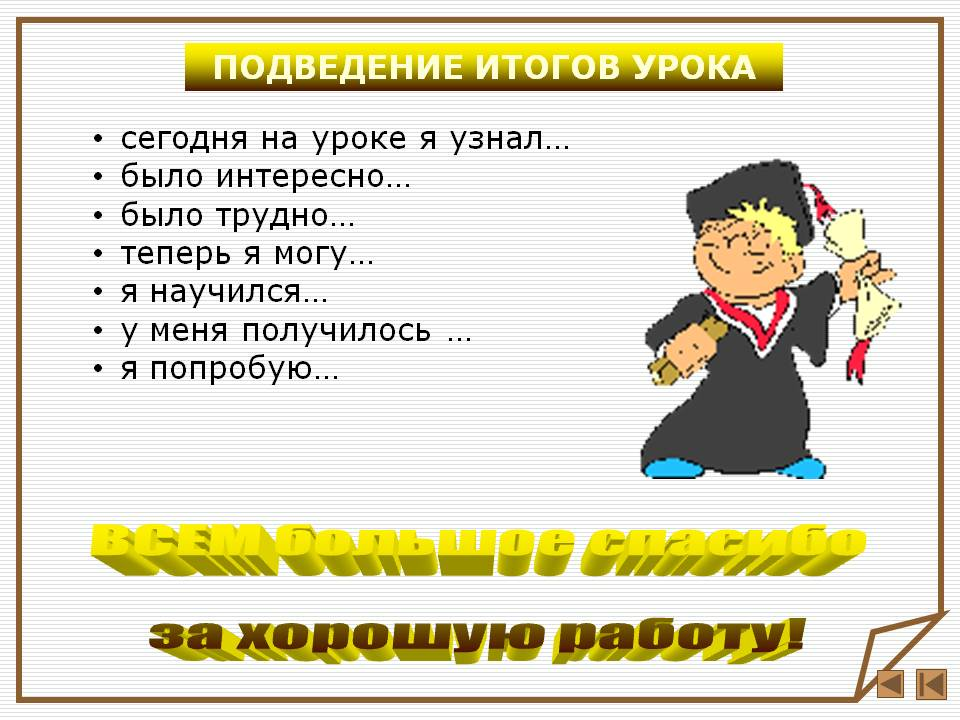 ПОДВЕДЕНИЕ ИТОГОВ УРОКА
• сегодня на уроке я узнал…
• было интересно…
• было трудно…
• теперь я могу…
• я научился…
• у меня получилось …
• я попробую…
ВСЕМ большое спасибо
за хорошую работу!